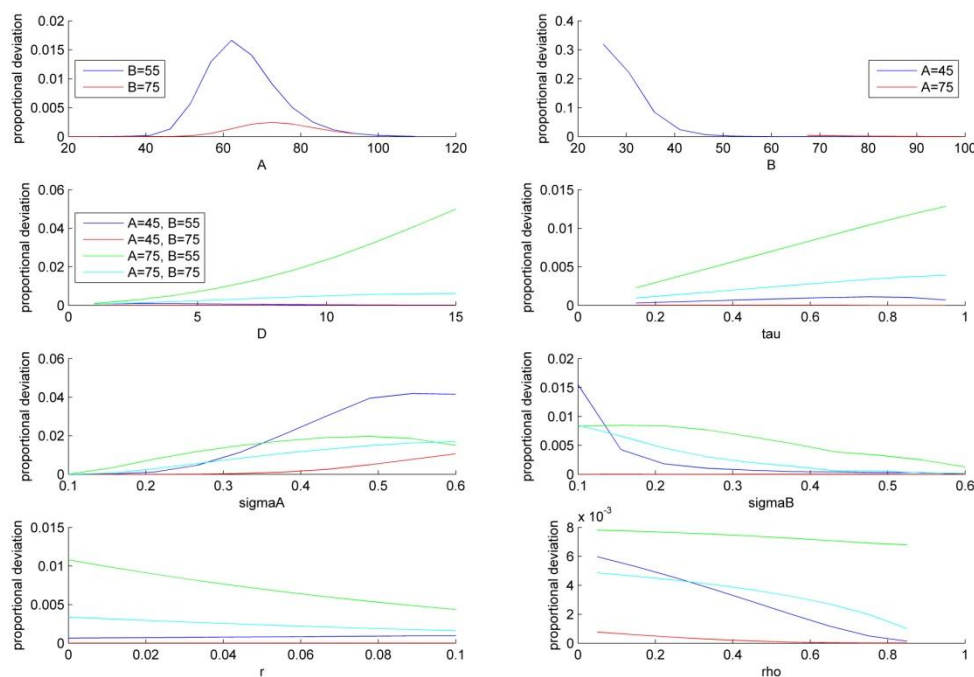 proportional deviation
0.02
0.015
0.01
0.005
0
20 40 60 80 100 120
A
B=55
B=75
proportional deviation
0.4
0.3
0.2
0.1
0
20 30 40 50 60 70 80 90 100
B
A=45
A=75
proportional deviation
0.06
0.04
0.02
0
0 5 10 15
D
A=45, B=55
A=45, B=75
A=75, B=55
A=75, B=75
proportional deviation
0.015
0.01
0.005
0
0 0.2 0.4 0.6 0.8 1
tau
proportional deviation
0.06
0.04
0.02
0
0.1 0.2 0.3 0.4 0.5 0.6
sigmaA
proportional deviation
0.02
0.015
0.01
0.005
0
0.1 0.2 0.3 0.4 0.5 0.6
sigmaB
proportional deviation
0.015
0.01
0.005
0
0 0.02 0.04 0.06 0.08 0.1
r
proportional deviation
x 10-3
8
6
4
2
0
0 0.2 0.4 0.6 0.8 1
rho